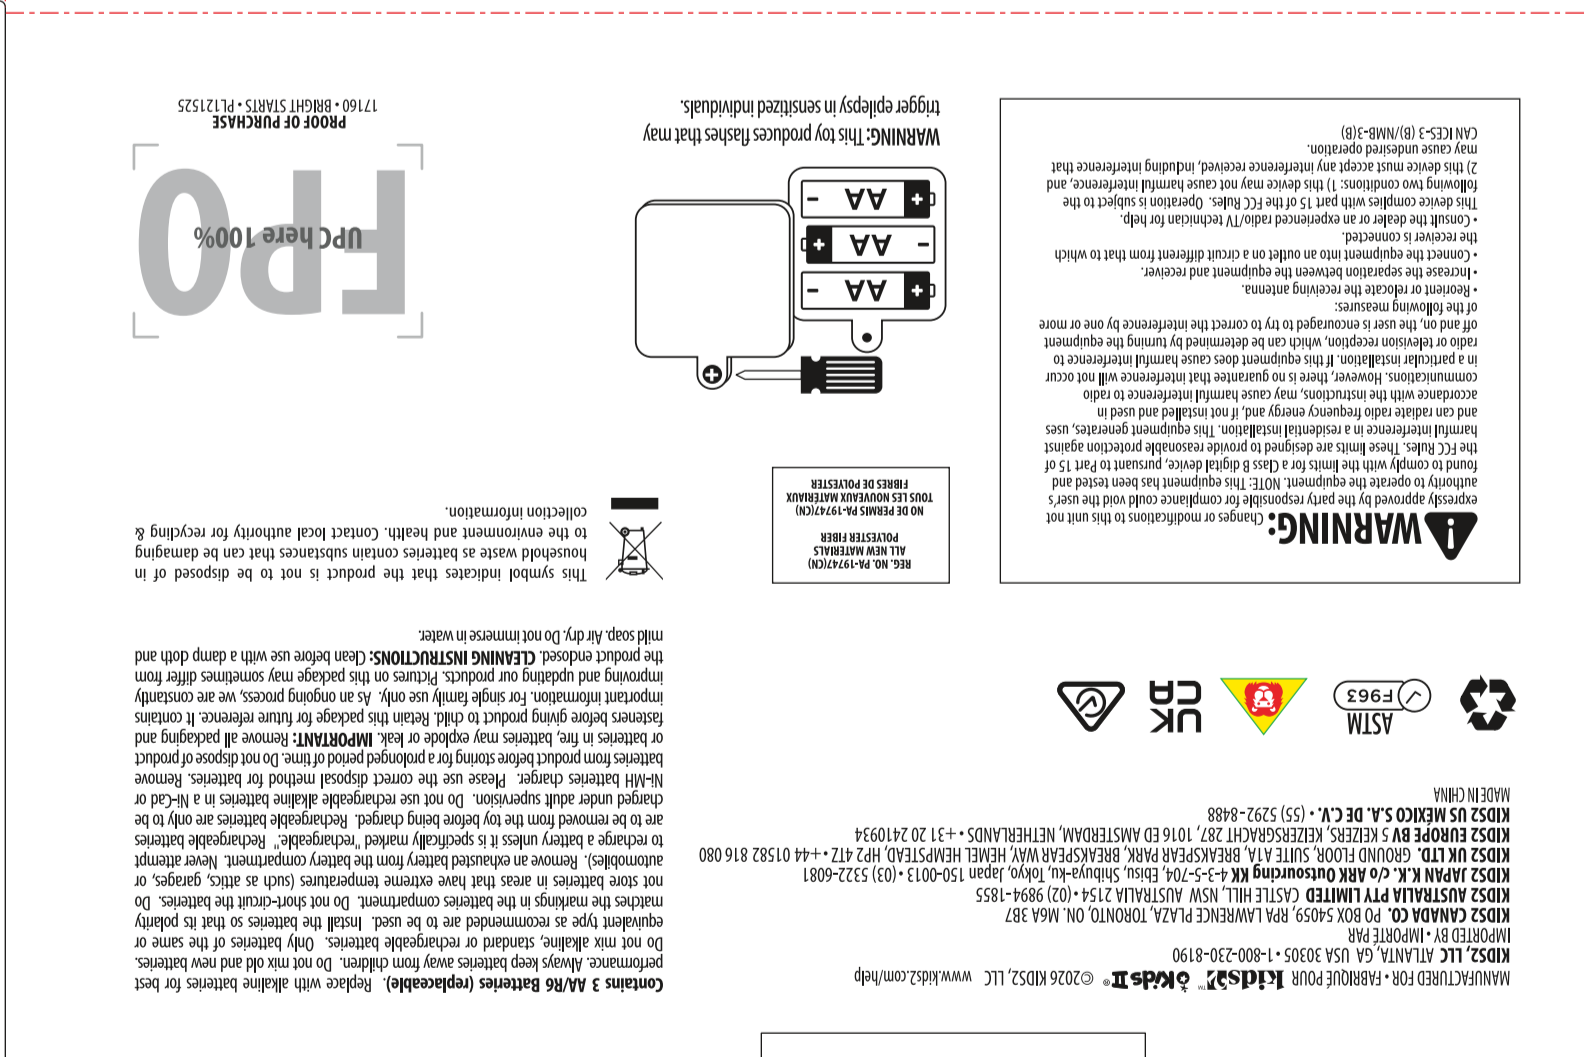 MANUFACTURED FOR • FABRIQUÉ POUR kids2™ KidsII® ©2026 KIDS2, LLC www.kids2.com/help
KIDS2, LLC ATLANTA, GA USA 30305 • 1-800-230-8190
IMPORTED BY • IMPORTÉ PAR
KIDS2 CANADA CO. PO BOX 54059, RPA LAWRENCE PLAZA, TORONTO, ON. M6A 3B7
KIDS2 AUSTRALIA PTY LIMITED CASTLE HILL, NSW AUSTRALIA 2154 • (02) 9894-1855
KIDS2 JAPAN K.K. c/o ARK Outsourcing KK 4-3-5-704, Ebisu, Shibuya-ku, Tokyo, Japan 150-0013 • (03) 5322-6081
KIDS2 UK LTD. GROUND FLOOR, SUITE A1A, BREAKSPEAR PARK, BREAKSPEAR WAY, HEMEL HEMPSTEAD, HP2 4TZ • +44 01582 816 080
KIDS2 EUROPE BV 5 KEIZERS, KEIZERSGRACHT 287, 1016 ED AMSTERDAM, NETHERLANDS • +31 20 2410934
KIDS2 US MÉXICO S.A. DE C.V. • (55) 5292-8488
MADE IN CHINA
ASTM
F963
UK
CA
Contains 3 AA/R6 Batteries (replaceable). Replace with alkaline batteries for best
performance. Always keep batteries away from children. Do not mix old and new batteries.
Do not mix alkaline, standard or rechargeable batteries. Only batteries of the same or
equivalent type as recommended are to be used. Install the batteries so that its polarity
matches the markings in the batteries compartment. Do not short-circuit the batteries. Do
not store batteries in areas that have extreme temperatures (such as attics, garages, or
automobiles). Remove an exhausted battery from the battery compartment. Never attempt
to recharge a battery unless it is specifically marked "rechargeable." Rechargeable batteries
are to be removed from the toy before being charged. Rechargeable batteries are only to be
charged under adult supervision. Do not use rechargeable alkaline batteries in a Ni-Cad or
Ni-MH batteries charger. Please use the correct disposal method for batteries. Remove
batteries from product before storing for a prolonged period of time. Do not dispose of product
or batteries in fire, batteries may explode or leak. IMPORTANT: Remove all packaging and
fasteners before giving product to child. Retain this package for future reference. It contains
important information. For single family use only. As an ongoing process, we are constantly
improving and updating our products. Pictures on this package may sometimes differ from
the product enclosed. CLEANING INSTRUCTIONS: Clean before use with a damp cloth and
mild soap. Air dry. Do not immerse in water.
WARNING: Changes or modifications to this unit not
expressly approved by the party responsible for compliance could void the user's
authority to operate the equipment. NOTE: This equipment has been tested and
found to comply with the limits for a Class B digital device, pursuant to Part 15 of
the FCC Rules. These limits are designed to provide reasonable protection against
harmful interference in a residential installation. This equipment generates, uses
and can radiate radio frequency energy and, if not installed and used in
accordance with the instructions, may cause harmful interference to radio
communications. However, there is no guarantee that interference will not occur
in a particular installation. If this equipment does cause harmful interference to
radio or television reception, which can be determined by turning the equipment
off and on, the user is encouraged to try to correct the interference by one or more
of the following measures:
• Reorient or relocate the receiving antenna.
• Increase the separation between the equipment and receiver.
• Connect the equipment into an outlet on a circuit different from that to which
the receiver is connected.
• Consult the dealer or an experienced radio/TV technician for help.
This device complies with part 15 of the FCC Rules. Operation is subject to the
following two conditions: 1) this device may not cause harmful interference, and
2) this device must accept any interference received, including interference that
may cause undesired operation.
CAN ICES-3 (B)/NMB-3(B)
REG. NO. PA-19747(CN)
ALL NEW MATERIALS
POLYESTER FIBER
NO DE PERMIS PA-19747(CN)
TOUS LES NOUVEAUX MATÉRIAUX
FIBRES DE POLYESTER
This symbol indicates that the product is not to be disposed of in
household waste as batteries contain substances that can be damaging
to the environment and health. Contact local authority for recycling &
collection information.
+ AA -
- AA +
+ AA -
WARNING: This toy produces flashes that may
trigger epilepsy in sensitized individuals.
FPO
UPC here 100%
PROOF OF PURCHASE
17160 • BRIGHT STARTS • PL121525